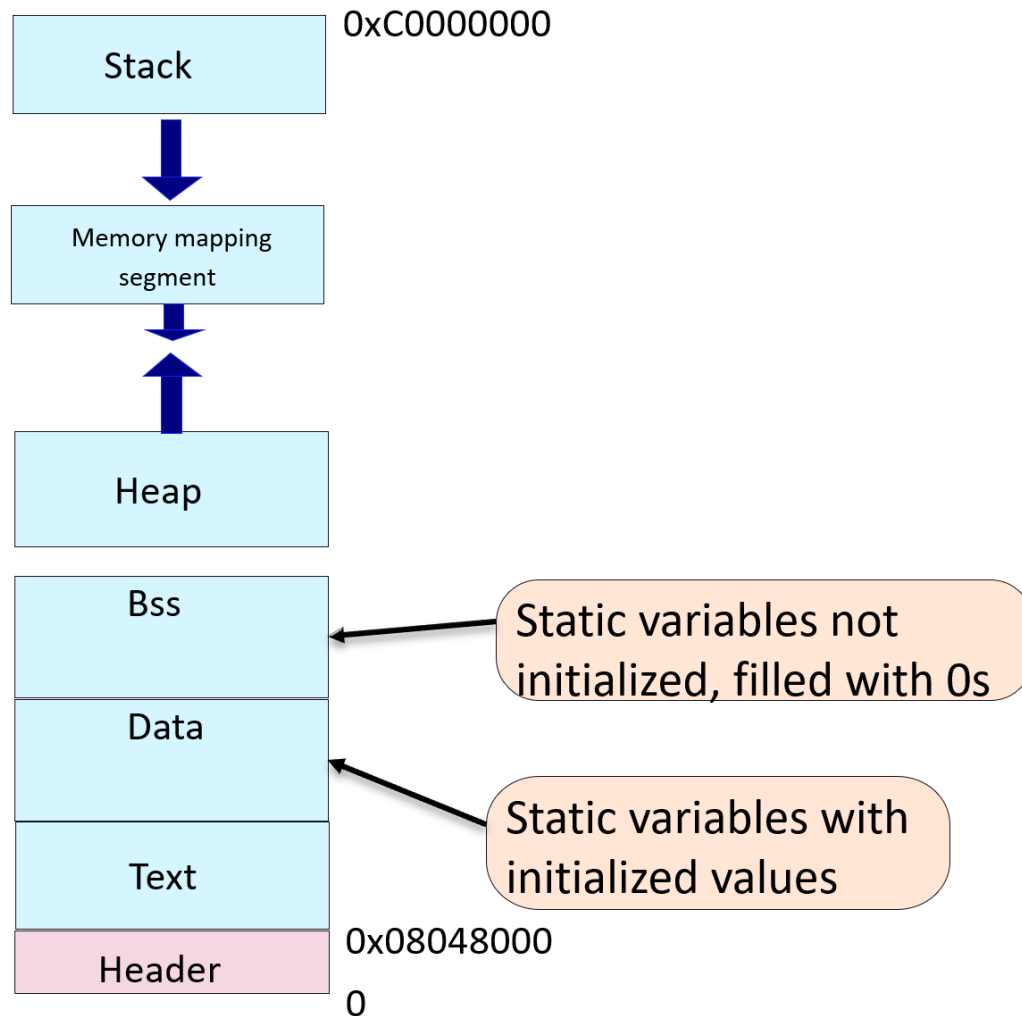 0xC0000000
Stack
Memory mapping
segment
Heap
Bss
Static variables not
initialized, filled with 0s
Data
Static variables with
initialized values
Text
0x08048000
Header
0